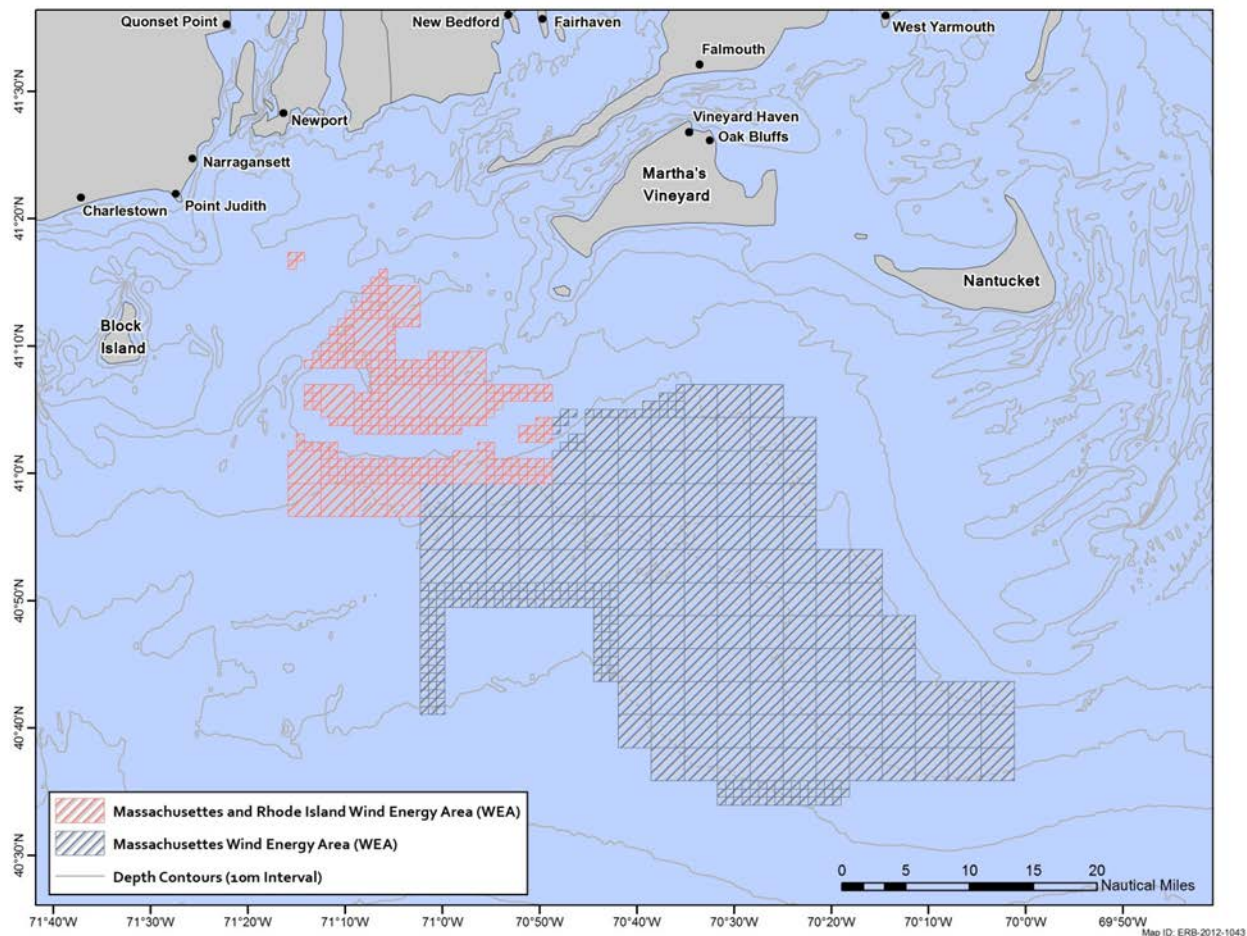 Quonset Point
New Bedford
Fairhaven
West Yarmouth
Falmouth
41°30'N
Newport
Vineyard Haven
Oak Bluffs
Narragansett
Martha's
Vineyard
Charlestown
Point Judith
41°20'N
Nantucket
Block
Island
41°10'N
41°0'N
40°50'N
40°40'N
40°30'N
Massachusettes and Rhode Island Wind Energy Area (WEA)
Massachusettes Wind Energy Area (WEA)
Depth Contours (10m Interval)
0 5 10 15 20
Nautical Miles
71°40'W 71°30'W 71°20'W 71°10'W 71°0'W 70°50'W 70°40'W 70°30'W 70°20'W 70°10'W 70°0'W 69°50'W
Map ID: ERB-2012-1043